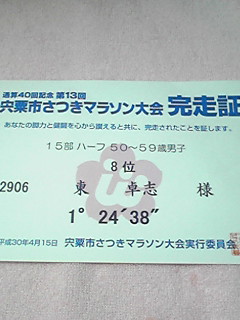 通算40回記念 第13回
宍粟市さつきマラソン大会 完走証
あなたの脚力と健闘を心から讃えると共に、完走されたことを証します。
15部 ハーフ 50～59歳男子
8位
2906 東 卓志 様
1° 24′38″
平成30年4月15日 宍粟市さつきマラソン大会実行委員会